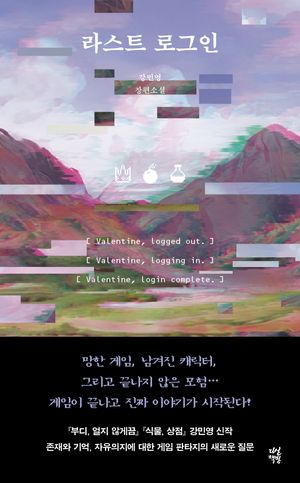 라스트 로그인
강민영
장편소설
[ Valentine, logged out. ]
[ Valentine, logging in. ]
[ Valentine, login complete. ]
망한 게임, 남겨진 캐릭터,
그리고 끝나지 않은 모험…
게임이 끝나고 진짜 이야기가 시작된다!
『부디, 얼지 않게끔』 『식물, 상점』 강민영 신작
존재와 기억, 자유의지에 대한 게임 판타지의 새로운 질문
다산책방